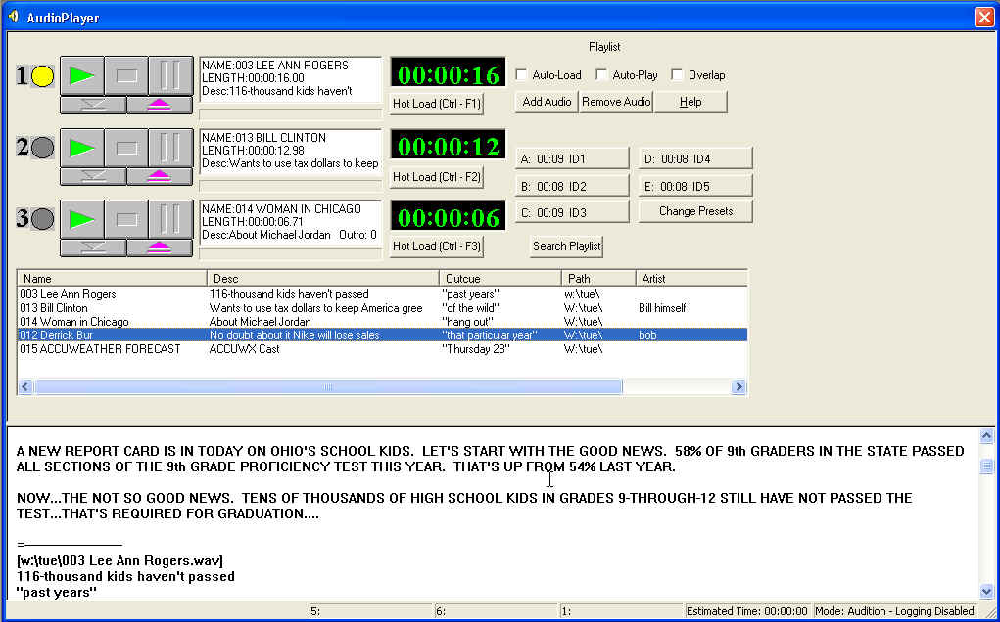 AudioPlayer
Playlist
1
NAME:003 LEE ANN ROGERS
LENGTH:00:00:16.00
Desc:116-thousand kids haven't
00:00:16
Hot Load (Ctrl - F1)
Auto-Load Auto-Play Overlap
Add Audio Remove Audio Help
2
NAME:013 BILL CLINTON
LENGTH:00:00:12.98
Desc:Wants to use tax dollars to keep
00:00:12
Hot Load (Ctrl - F2)
A: 00:09 ID1 D: 00:08 ID4
B: 00:08 ID2 E: 00:08 ID5
C: 00:09 ID3 Change Presets
3
NAME:014 WOMAN IN CHICAGO
LENGTH:00:00:06.71
Desc:About Michael Jordan Outro: 0
00:00:06
Hot Load (Ctrl - F3)
Search Playlist
Name Desc Outcue Path Artist
003 Lee Ann Rogers 116-thousand kids haven't passed "past years" w:\tue\
013 Bill Clinton Wants to use tax dollars to keep America gree "of the wild" W:\tue\ Bill himself
014 Woman in Chicago About Michael Jordan "hang out" W:\tue\
012 Derrick Bur No doubt about it Nike will lose sales "that particular year" W:\tue\ bob
015 ACCUWEATHER FORECAST ACCUWX Cast "Thursday 28" W:\tue\
A NEW REPORT CARD IS IN TODAY ON OHIO'S SCHOOL KIDS. LET'S START WITH THE GOOD NEWS. 58% OF 9th GRADERS IN THE STATE PASSED
ALL SECTIONS OF THE 9th GRADE PROFICIENCY TEST THIS YEAR. THAT'S UP FROM 54% LAST YEAR.
NOW...THE NOT SO GOOD NEWS. TENS OF THOUSANDS OF HIGH SCHOOL KIDS IN GRADES 9-THROUGH-12 STILL HAVE NOT PASSED THE
TEST...THAT'S REQUIRED FOR GRADUATION....
=--------------------
[w:\tue\003 Lee Ann Rogers.wav]
116-thousand kids haven't passed
"past years"
5: 6: 1: Estimated Time: 00:00:00 Mode: Audition - Logging Disabled